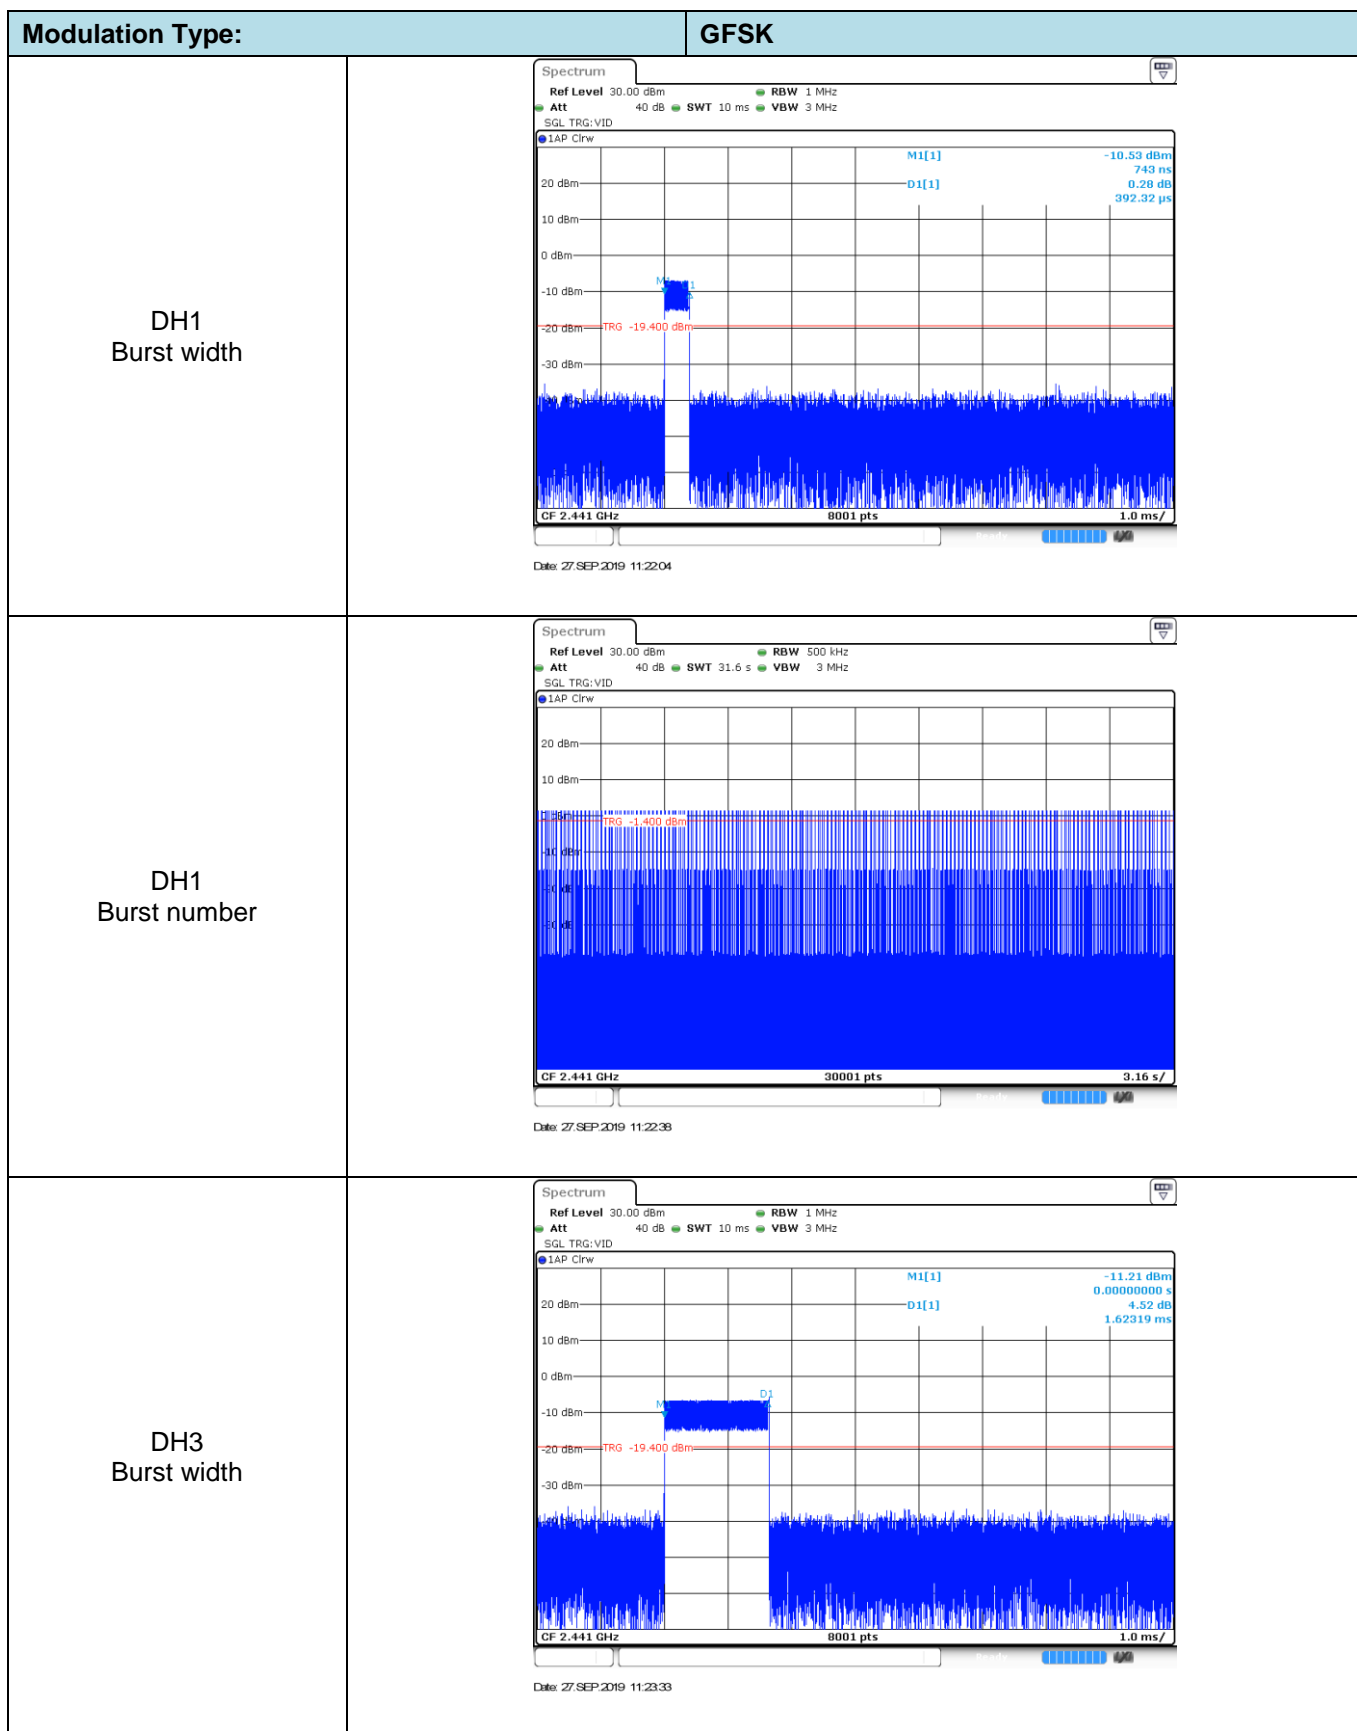 Modulation Type: GFSK
DH1
Burst width
Spectrum
Ref Level 30.00 dBm RBW 1 MHz
Att 40 dB SWT 10 ms VBW 3 MHz
SGL TRG:VID
1AP Clrw
M1[1] -10.53 dBm
743 ns
20 dBm D1[1] 0.28 dB
392.32 µs
10 dBm
0 dBm
M1 D1
-10 dBm
-20 dBm TRG -19.400 dBm
-30 dBm
CF 2.441 GHz 8001 pts 1.0 ms/
Ready
Date: 27.SEP.2019 11:22:04
DH1
Burst number
Spectrum
Ref Level 30.00 dBm RBW 500 kHz
Att 40 dB SWT 31.6 s VBW 3 MHz
SGL TRG:VID
1AP Clrw
20 dBm
10 dBm
0 dBm
TRG -1.400 dBm
-10 dBm
CF 2.441 GHz 30001 pts 3.16 s/
Ready
Date: 27.SEP.2019 11:22:38
DH3
Burst width
Spectrum
Ref Level 30.00 dBm RBW 1 MHz
Att 40 dB SWT 10 ms VBW 3 MHz
SGL TRG:VID
1AP Clrw
M1[1] -11.21 dBm
0.00000000 s
20 dBm D1[1] 4.52 dB
1.62319 ms
10 dBm
0 dBm
M1 D1
-10 dBm
-20 dBm TRG -19.400 dBm
-30 dBm
CF 2.441 GHz 8001 pts 1.0 ms/
Ready
Date: 27.SEP.2019 11:23:33